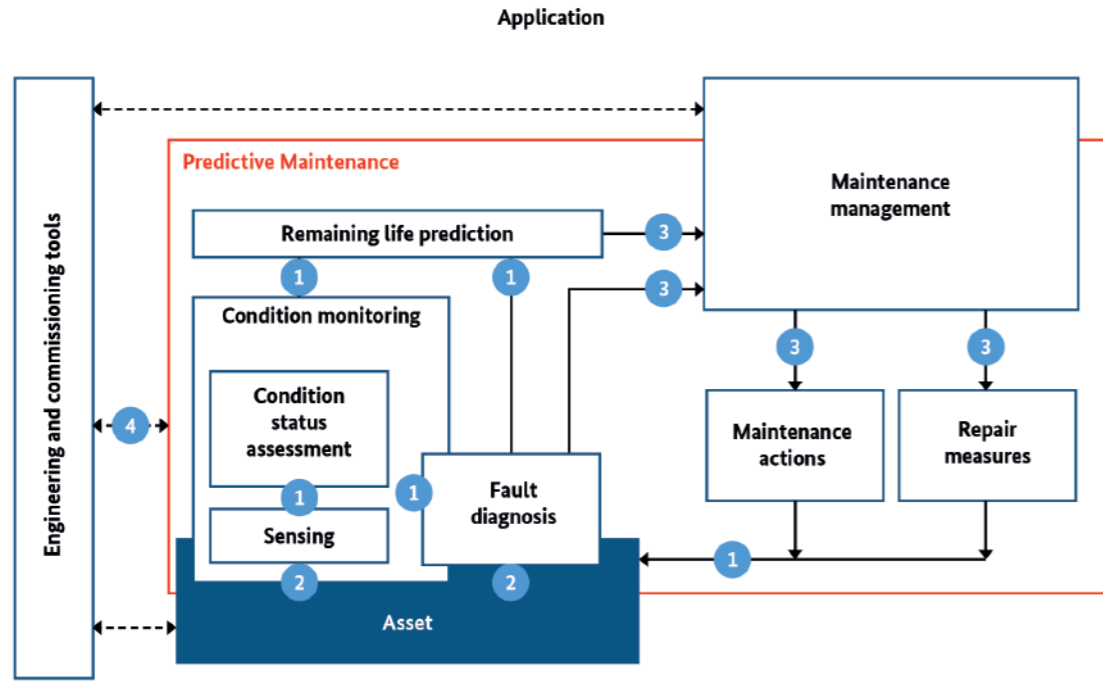 Application
Engineering and commissioning tools
Predictive Maintenance
Maintenance
management
Remaining life prediction
3
1
1
3
Condition monitoring
3
3
Condition
status
assessment
4
Maintenance
actions
Repair
measures
1
1
Fault
diagnosis
Sensing
1
2
2
Asset